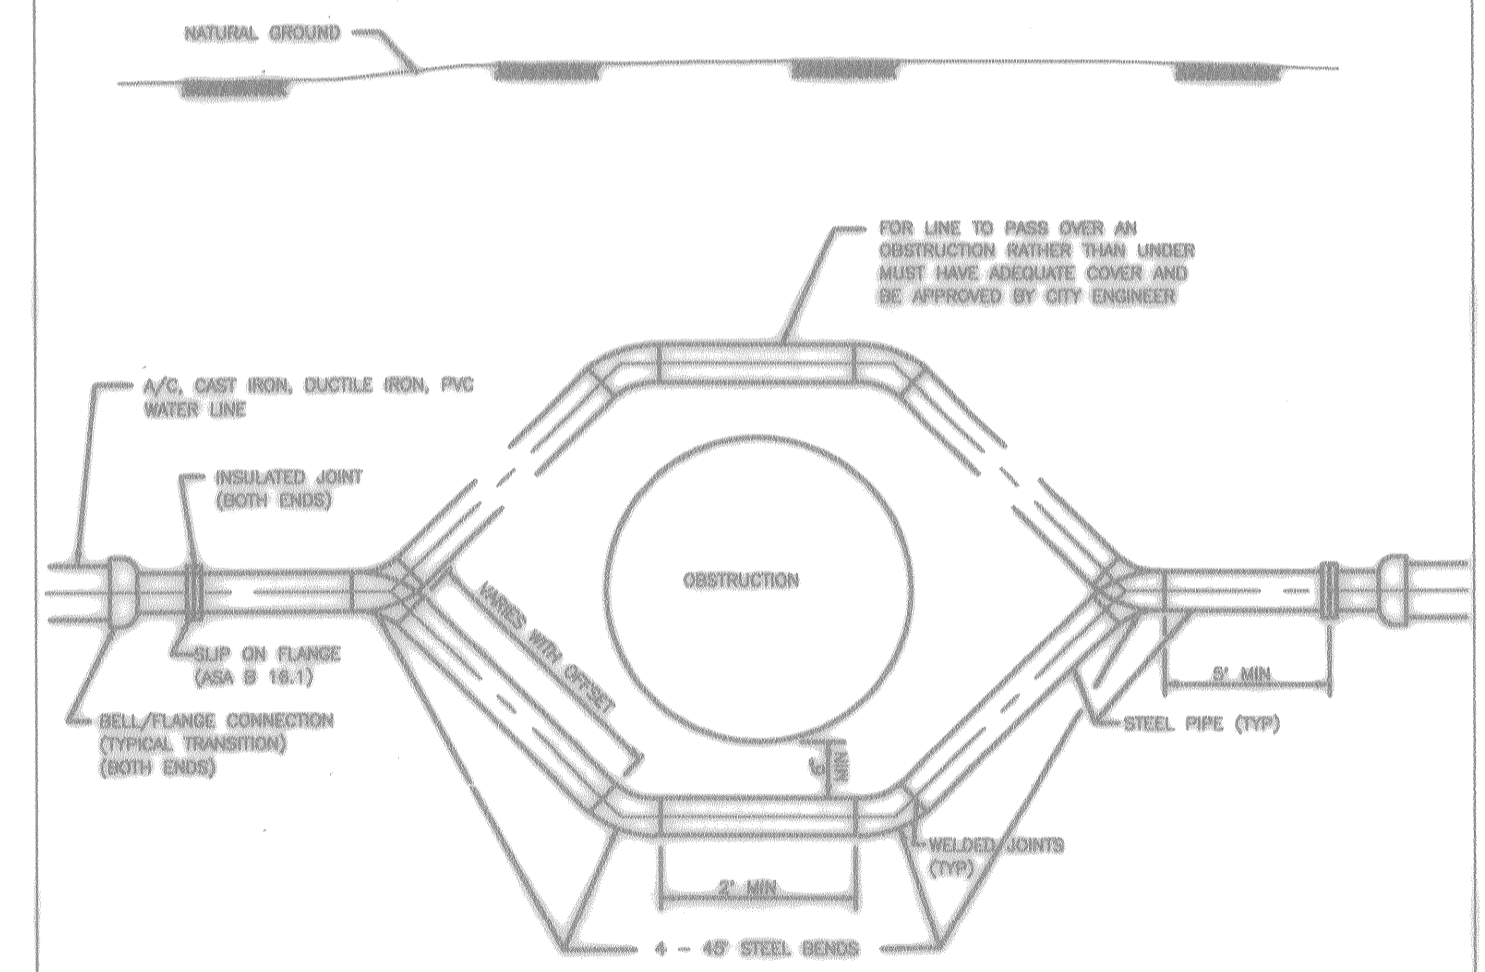 NATURAL GROUND
FOR LINE TO PASS OVER AN
OBSTRUCTION RATHER THAN UNDER
MUST HAVE ADEQUATE COVER AND
BE APPROVED BY CITY ENGINEER
A/C, CAST IRON, DUCTILE IRON, PVC
WATER LINE
INSULATED JOINT
(BOTH ENDS)
OBSTRUCTION
VARIES WITH OFFSET
SLIP ON FLANGE
(ASA B 16.1)
5' MIN
BELL/FLANGE CONNECTION
(TYPICAL TRANSITION)
(BOTH ENDS)
STEEL PIPE (TYP)
MIN
WELDED JOINTS
(TYP)
2' MIN
4 - 45° STEEL BENDS